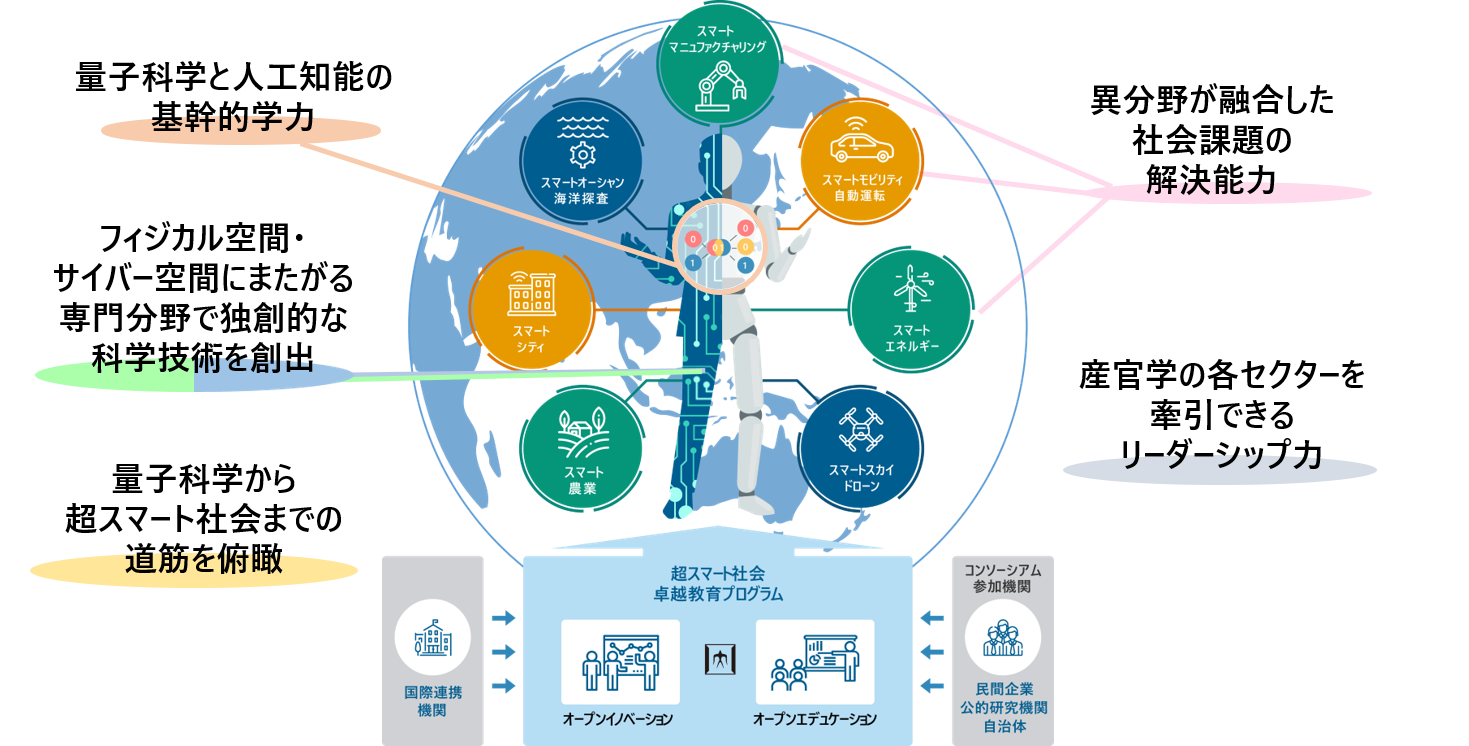 量子科学と人工知能の
基幹的学力
フィジカル空間・
サイバー空間にまたがる
専門分野で独創的な
科学技術を創出
量子科学から
超スマート社会までの
道筋を俯瞰
スマート
マニュファクチャリング
スマートオーシャン
海洋探査
スマートモビリティ
自動運転
0
1
0 1
0
0
1
スマート
シティ
スマート
エネルギー
スマート
農業
スマートスカイ
ドローン
異分野が融合した
社会課題の
解決能力
産官学の各セクターを
牽引できる
リーダーシップ力
国際連携
機関
超スマート社会
卓越教育プログラム
オープンイノベーション
オープンエデュケーション
コンソーシアム
参加機関
民間企業
公的研究機関
自治体